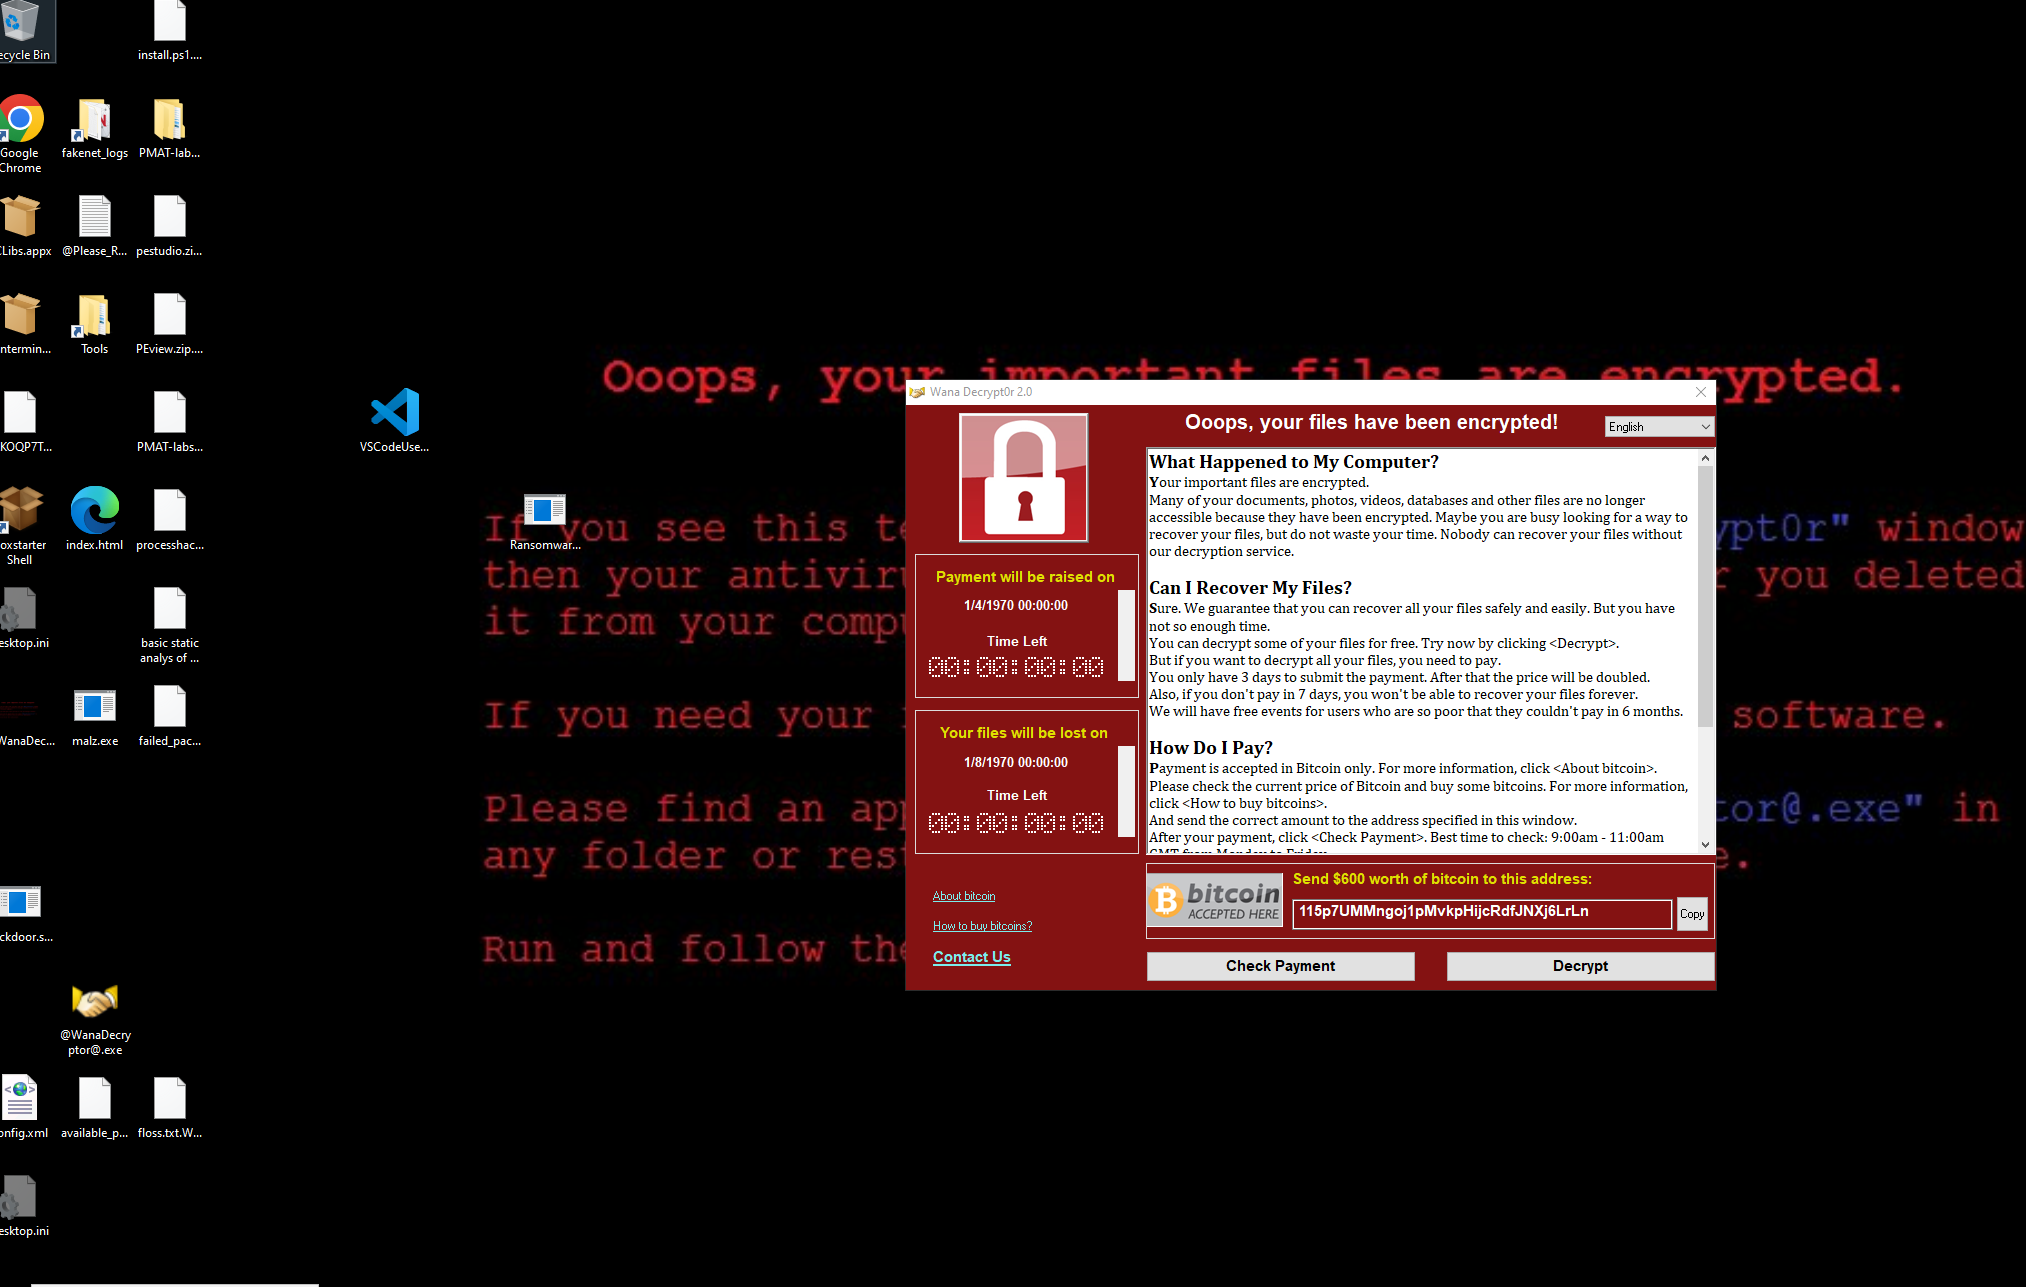 ecycle Bin
install.ps1....
Google
Chrome
fakenet_logs
PMAT-lab...
Libs.appx
@Please_R...
pestudio.zi...
ntermin...
Tools
PEview.zip....
KOQP7T...
PMAT-labs...
VSCodeUse...
oxstarter
Shell
index.html
processhac...
Ransomwar...
esktop.ini
basic static
analys of ...
WanaDec...
malz.exe
failed_pac...
ckdoor.s...
@WanaDecry
ptor@.exe
onfig.xml
available_p...
floss.txt.W...
esktop.ini
Ooops, your important files are encrypted.
If you see this te
ypt0r" window
then your antiviru
r you deleted
it from your compu
If you need your
software.
Please find an app
tor@.exe" in
any folder or res
e.
Run and follow the
Wana Decrypt0r 2.0
Ooops, your files have been encrypted!
English
What Happened to My Computer?
Your important files are encrypted.
Many of your documents, photos, videos, databases and other files are no longer
accessible because they have been encrypted. Maybe you are busy looking for a way to
recover your files, but do not waste your time. Nobody can recover your files without
our decryption service.
Can I Recover My Files?
Sure. We guarantee that you can recover all your files safely and easily. But you have
not so enough time.
You can decrypt some of your files for free. Try now by clicking <Decrypt>.
But if you want to decrypt all your files, you need to pay.
You only have 3 days to submit the payment. After that the price will be doubled.
Also, if you don't pay in 7 days, you won't be able to recover your files forever.
We will have free events for users who are so poor that they couldn't pay in 6 months.
How Do I Pay?
Payment is accepted in Bitcoin only. For more information, click <About bitcoin>.
Please check the current price of Bitcoin and buy some bitcoins. For more information,
click <How to buy bitcoins>.
And send the correct amount to the address specified in this window.
After your payment, click <Check Payment>. Best time to check: 9:00am - 11:00am
GMT from Monday to Friday
Payment will be raised on
1/4/1970 00:00:00
Time Left
00:00:00:00
Your files will be lost on
1/8/1970 00:00:00
Time Left
00:00:00:00
About bitcoin
How to buy bitcoins?
Contact Us
bitcoin
ACCEPTED HERE
Send $600 worth of bitcoin to this address:
115p7UMMngoj1pMvkpHijcRdfJNXj6LrLn
Copy
Check Payment
Decrypt